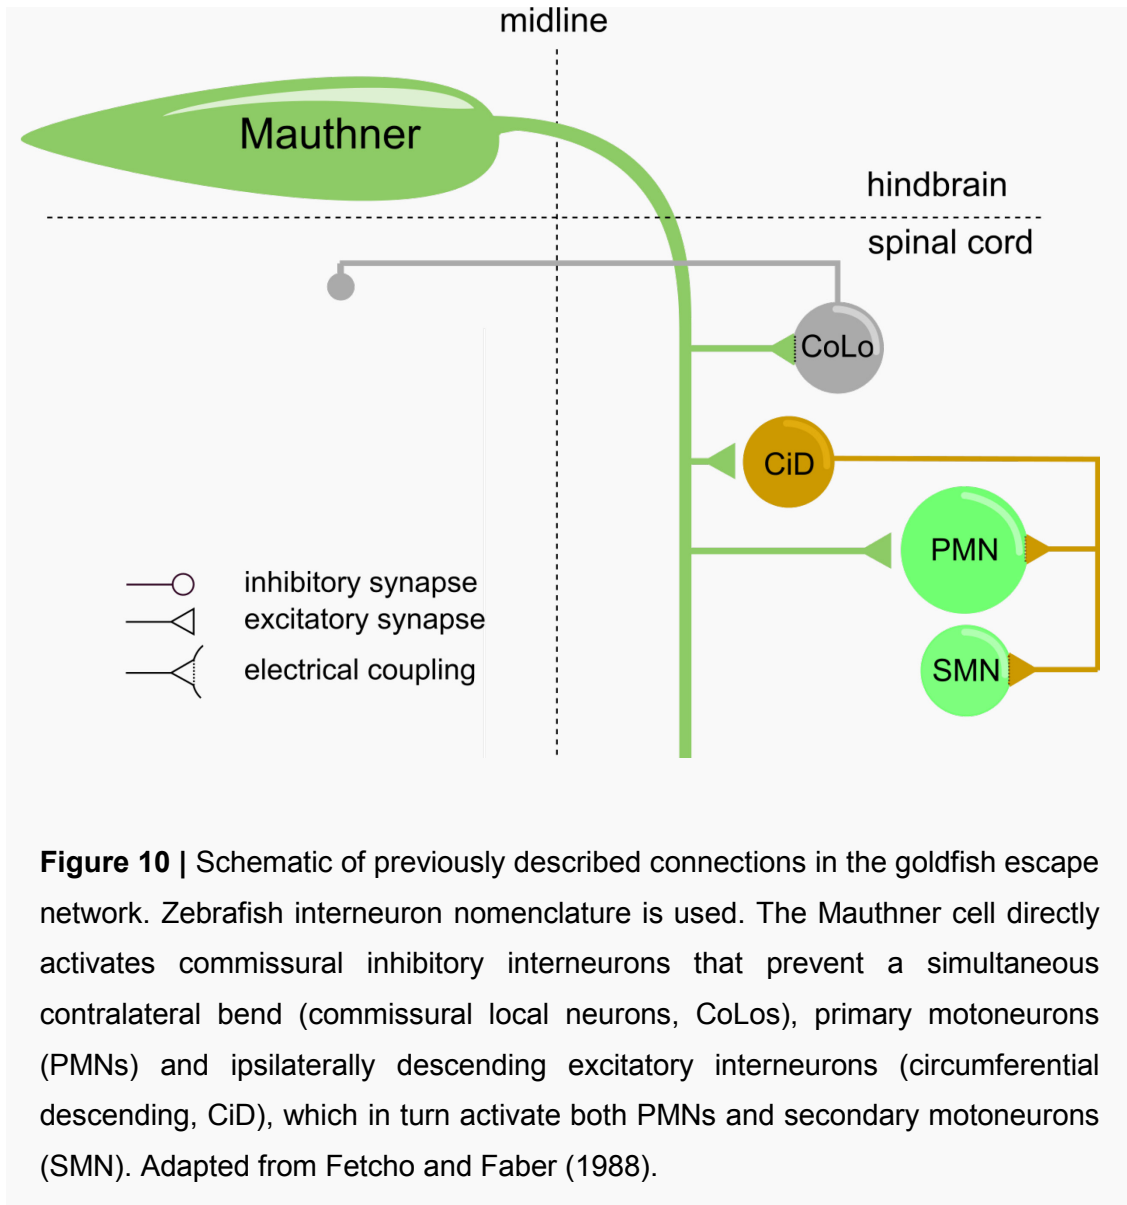 midline
Mauthner
hindbrain
spinal cord
CoLo
CiD
PMN
inhibitory synapse
excitatory synapse
SMN
electrical coupling
Figure 10 | Schematic of previously described connections in the goldfish escape
network. Zebrafish interneuron nomenclature is used. The Mauthner cell directly
activates commissural inhibitory interneurons that prevent a simultaneous
contralateral bend (commissural local neurons, CoLos), primary motoneurons
(PMNs) and ipsilaterally descending excitatory interneurons (circumferential
descending, CiD), which in turn activate both PMNs and secondary motoneurons
(SMN). Adapted from Fetcho and Faber (1988).